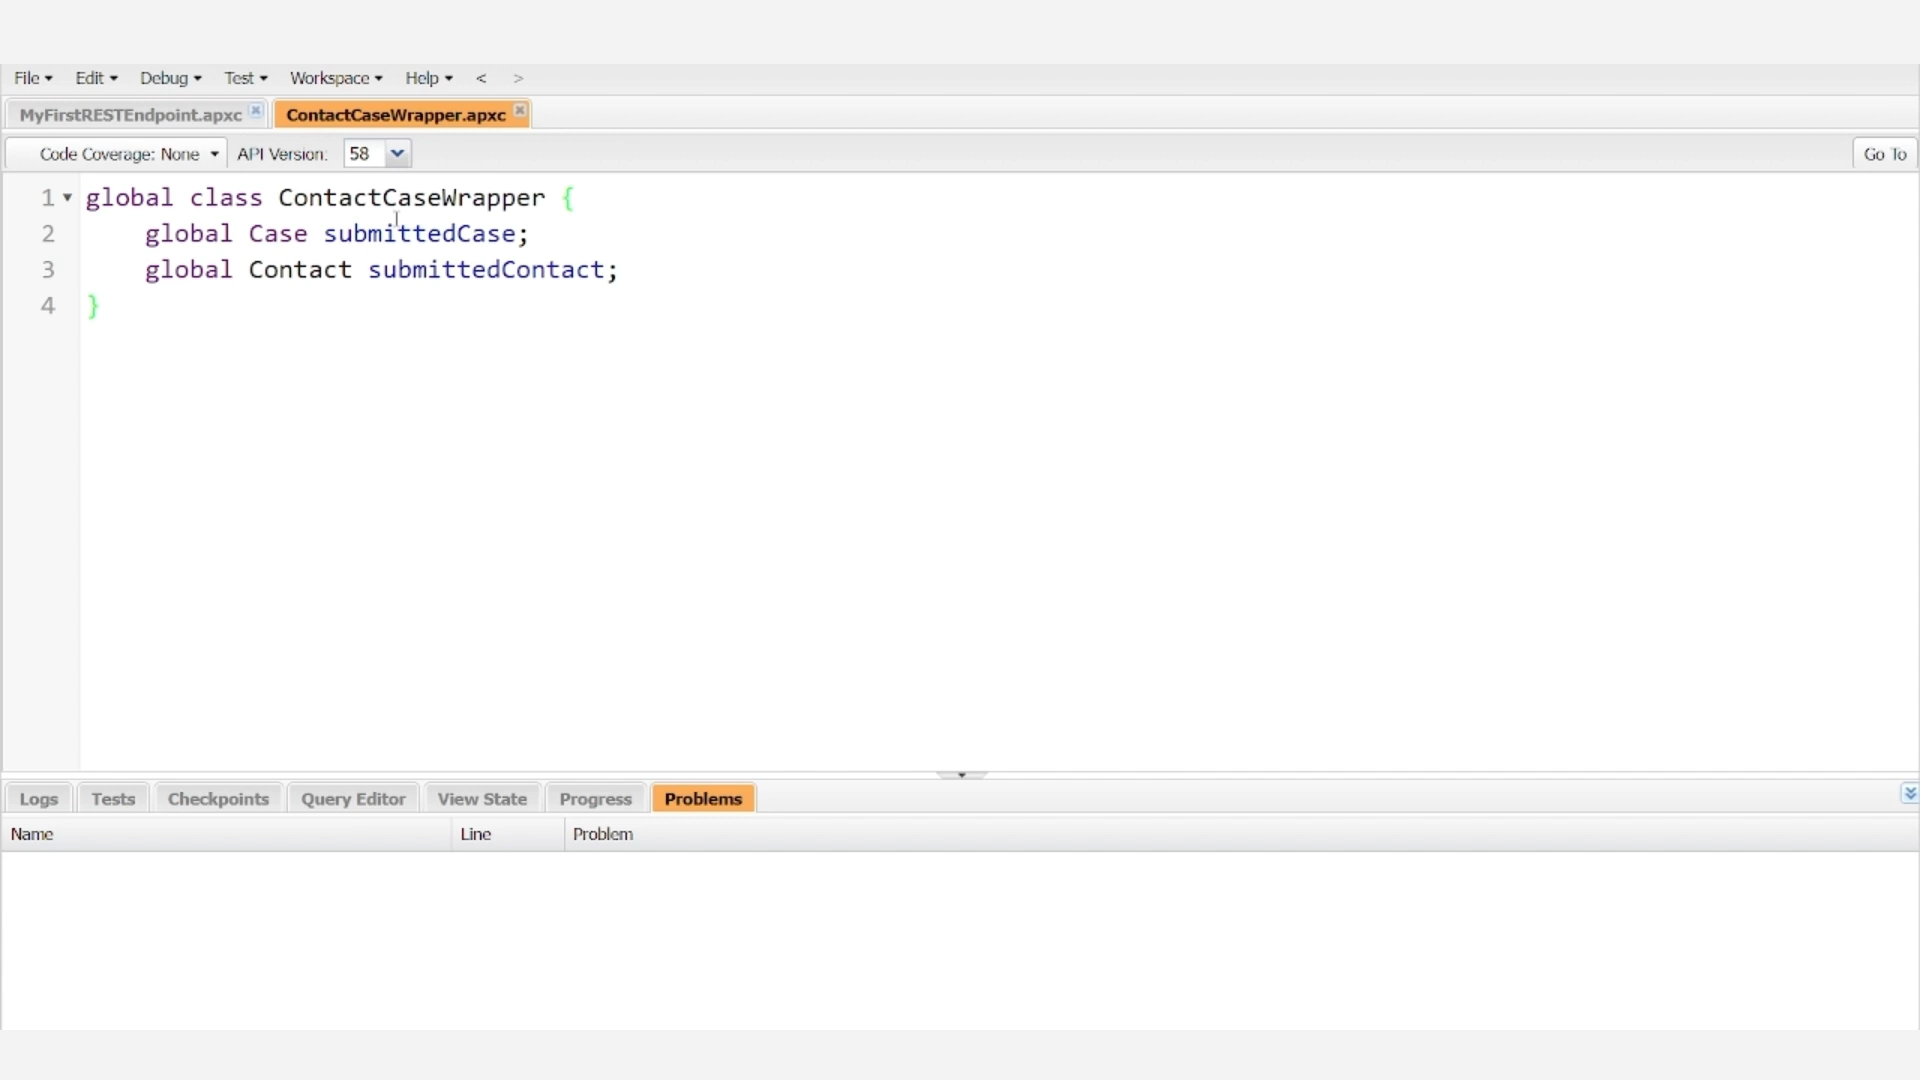 File Edit Debug Test Workspace Help < >
MyFirstRESTEndpoint.apxc ContactCaseWrapper.apxc
Code Coverage: None API Version: 58 Go To
1 global class ContactCaseWrapper {
2 global Case submittedCase;
3 global Contact submittedContact;
4 }
Logs Tests Checkpoints Query Editor View State Progress Problems
Name Line Problem